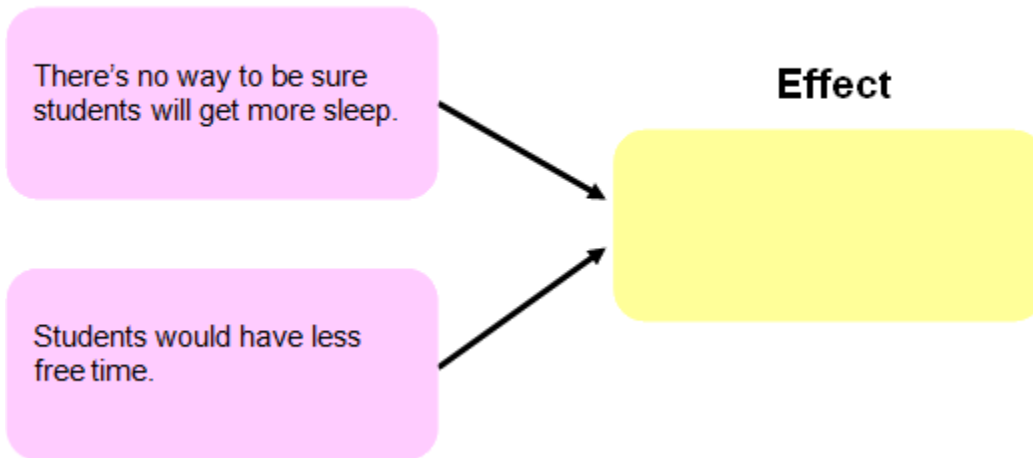 There’s no way to be sure
students will get more sleep.
Effect
Students would have less
free time.